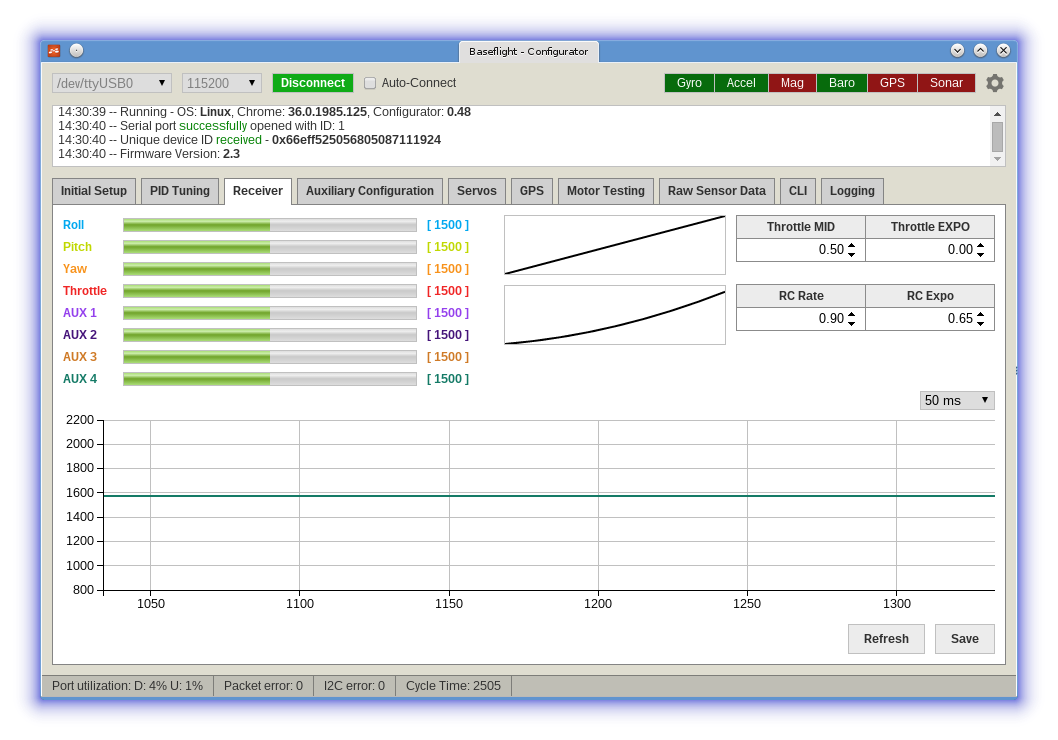 Baseflight - Configurator
/dev/ttyUSB0 115200 Disconnect Auto-Connect Gyro Accel Mag Baro GPS Sonar
14:30:39 -- Running - OS: Linux, Chrome: 36.0.1985.125, Configurator: 0.48
14:30:40 -- Serial port successfully opened with ID: 1
14:30:40 -- Unique device ID received - 0x66eff525056805087111924
14:30:40 -- Firmware Version: 2.3
Initial Setup PID Tuning Receiver Auxiliary Configuration Servos GPS Motor Testing Raw Sensor Data CLI Logging
Roll [ 1500 ]
Pitch [ 1500 ]
Yaw [ 1500 ]
Throttle [ 1500 ]
AUX 1 [ 1500 ]
AUX 2 [ 1500 ]
AUX 3 [ 1500 ]
AUX 4 [ 1500 ]
Throttle MID Throttle EXPO
0.50 0.00
RC Rate RC Expo
0.90 0.65
50 ms
2200
2000
1800
1600
1400
1200
1000
800
1050 1100 1150 1200 1250 1300
Refresh Save
Port utilization: D: 4% U: 1% Packet error: 0 I2C error: 0 Cycle Time: 2505